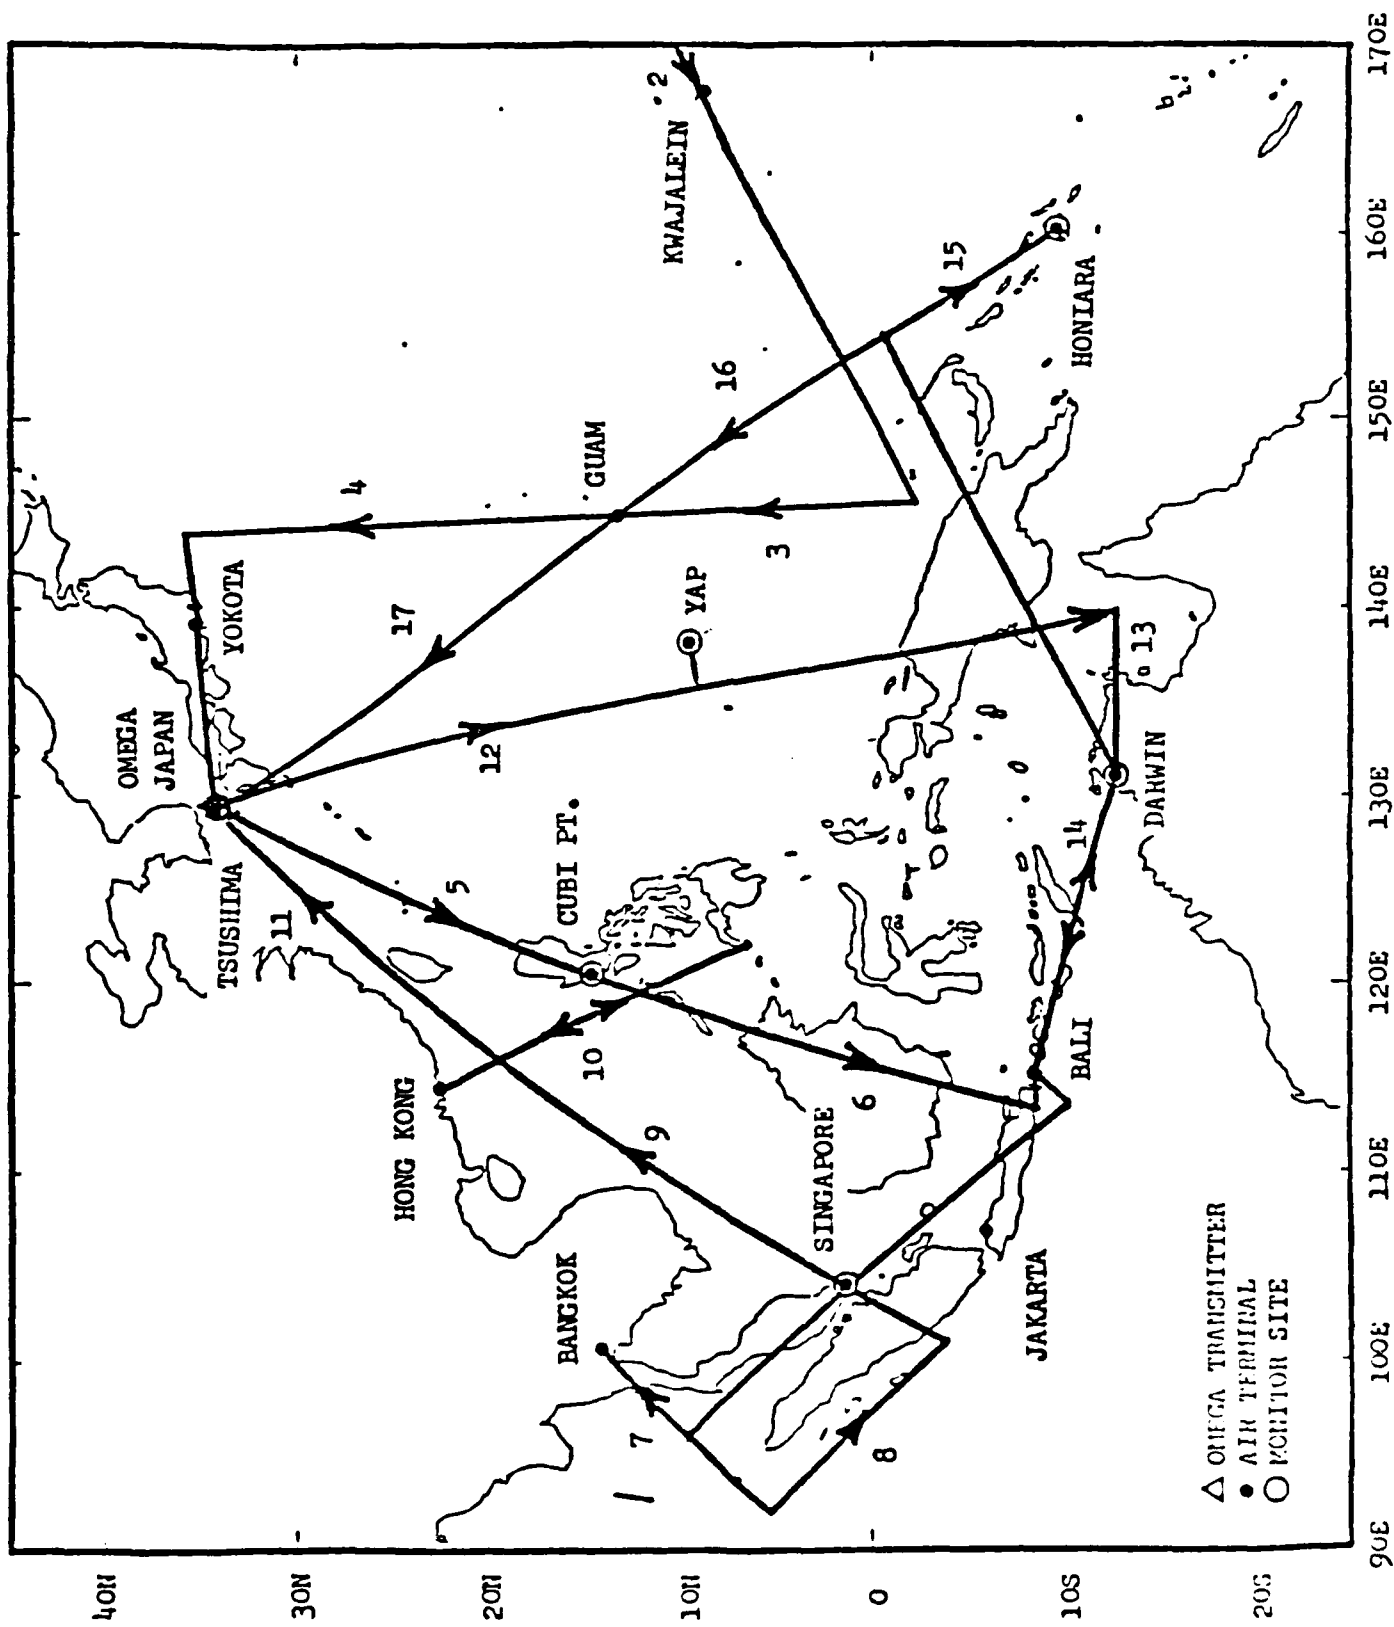 OMEGA
JAPAN
TSUSHIMA
YOKOTA
4
17
12
5
11
GUAM
16
3
YAP
KWAJALEIN
2
15
HONIARA
13
DARWIN
14
CUBI PT.
10
HONG KONG
9
6
BALI
SINGAPORE
BANGKOK
7
8
JAKARTA
△ OMEGA TRANSMITTER
● AIR TERMINAL
○ MONITOR SITE
40N
30N
20N
10N
0
10S
20S
90E 100E 110E 120E 130E 140E 150E 160E 170E